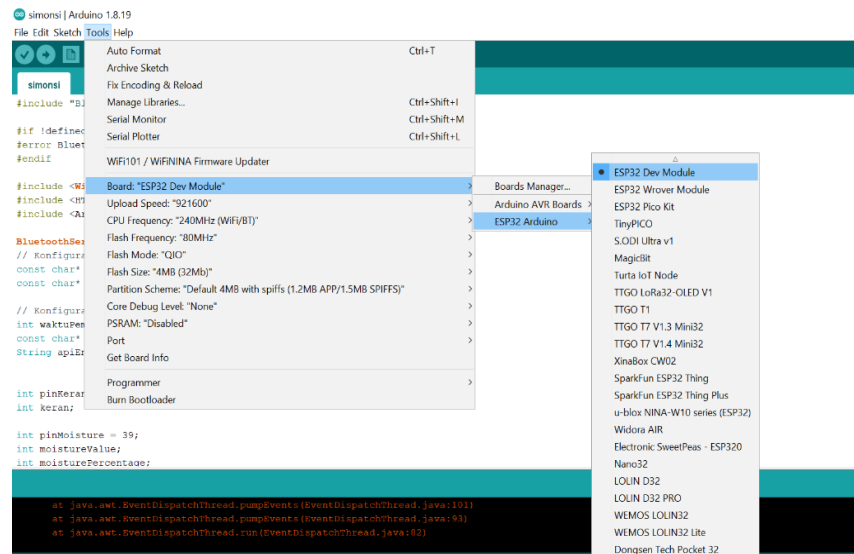 simonsi | Arduino 1.8.19
File Edit Sketch Tools Help
simonsi
Auto Format Ctrl+T
Archive Sketch
Fix Encoding & Reload
Manage Libraries... Ctrl+Shift+I
Serial Monitor Ctrl+Shift+M
Serial Plotter Ctrl+Shift+L
WiFi101 / WiFiNINA Firmware Updater
Board: "ESP32 Dev Module"
Upload Speed: "921600"
CPU Frequency: "240MHz (WiFi/BT)"
Flash Frequency: "80MHz"
Flash Mode: "QIO"
Flash Size: "4MB (32Mb)"
Partition Scheme: "Default 4MB with spiffs (1.2MB APP/1.5MB SPIFFS)"
Core Debug Level: "None"
PSRAM: "Disabled"
Port
Get Board Info
Programmer
Burn Bootloader
Boards Manager...
Arduino AVR Boards
ESP32 Arduino
ESP32 Dev Module
ESP32 Wrover Module
ESP32 Pico Kit
TinyPICO
S.ODI Ultra v1
MagicBit
Turta IoT Node
TTGO LoRa32-OLED V1
TTGO T1
TTGO T7 V1.3 Mini32
TTGO T7 V1.4 Mini32
XinaBox CW02
SparkFun ESP32 Thing
SparkFun ESP32 Thing Plus
u-blox NINA-W10 series (ESP32)
Widora AIR
Electronic SweetPeas - ESP320
Nano32
LOLIN D32
LOLIN D32 PRO
WEMOS LOLIN32
WEMOS LOLIN32 Lite
Dongsen Tech Pocket 32
#include "Bl
#if !defined
#error Bluet
#endif
#include <Wi
#include <HT
#include <Ar
BluetoothSer
// Konfigura
const char*
const char*
// Konfigura
int waktuPem
const char*
String apiEn
int pinKeran
int keran;
int pinMoisture = 39;
int moistureValue;
int moisturePercentage;
at java.awt.EventDispatchThread.pumpEvents(EventDispatchThread.java:101)
at java.awt.EventDispatchThread.pumpEvents(EventDispatchThread.java:93)
at java.awt.EventDispatchThread.run(EventDispatchThread.java:82)